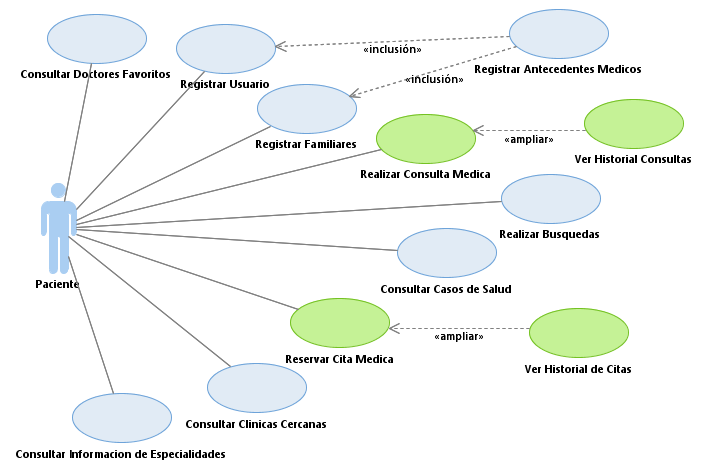 Consultar Doctores Favoritos
Registrar Usuario
«inclusión»
Registrar Antecedentes Medicos
«inclusión»
Registrar Familiares
«ampliar»
Ver Historial Consultas
Realizar Consulta Medica
Realizar Busquedas
Paciente
Consultar Casos de Salud
«ampliar»
Reservar Cita Medica
Ver Historial de Citas
Consultar Clinicas Cercanas
Consultar Informacion de Especialidades